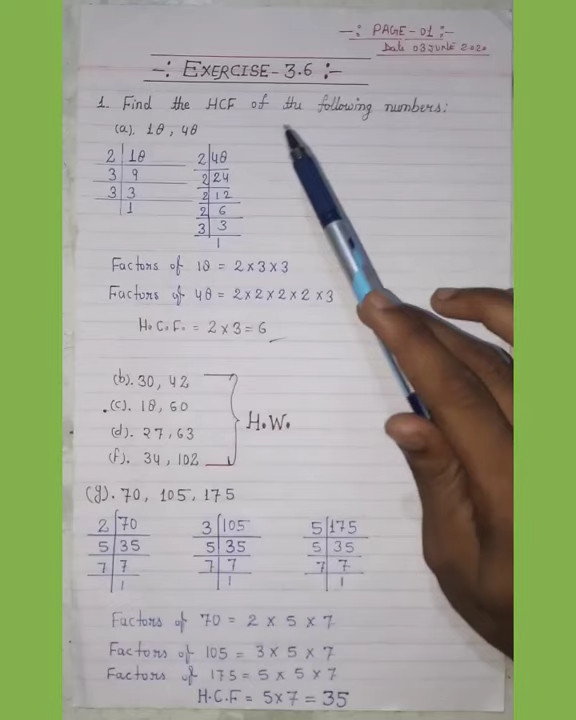 -: PAGE-01 :-
Date 03 JUNE 2020
-: EXERCISE-3.6 :-
1. Find the HCF of the following numbers:
(a). 18, 48
2 18 2 48
3 9 2 24
3 3 2 12
1 2 6
3 3
1
Factors of 18 = 2 x 3 x 3
Factors of 48 = 2 x 2 x 2 x 2 x 3
H.C.F. = 2 x 3 = 6
(b). 30, 42
(c). 18, 60
H.W.
(d). 27, 63
(f). 34, 102
(g). 70, 105, 175
2 70 3 105 5 175
5 35 5 35 5 35
7 7 7 7 7 7
1 1 1
Factors of 70 = 2 x 5 x 7
Factors of 105 = 3 x 5 x 7
Factors of 175 = 5 x 5 x 7
H.C.F = 5x7 = 35